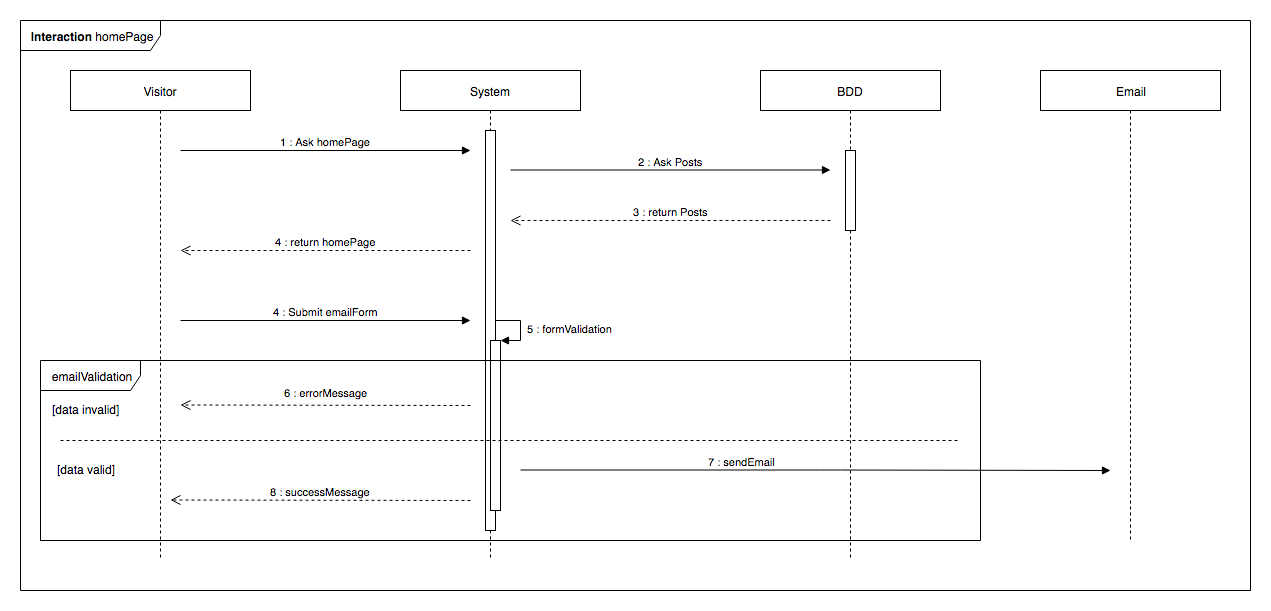 Interaction homePage
Visitor
System
BDD
Email
1 : Ask homePage
2 : Ask Posts
3 : return Posts
4 : return homePage
4 : Submit emailForm
5 : formValidation
emailValidation
6 : errorMessage
[data invalid]
7 : sendEmail
[data valid]
8 : successMessage